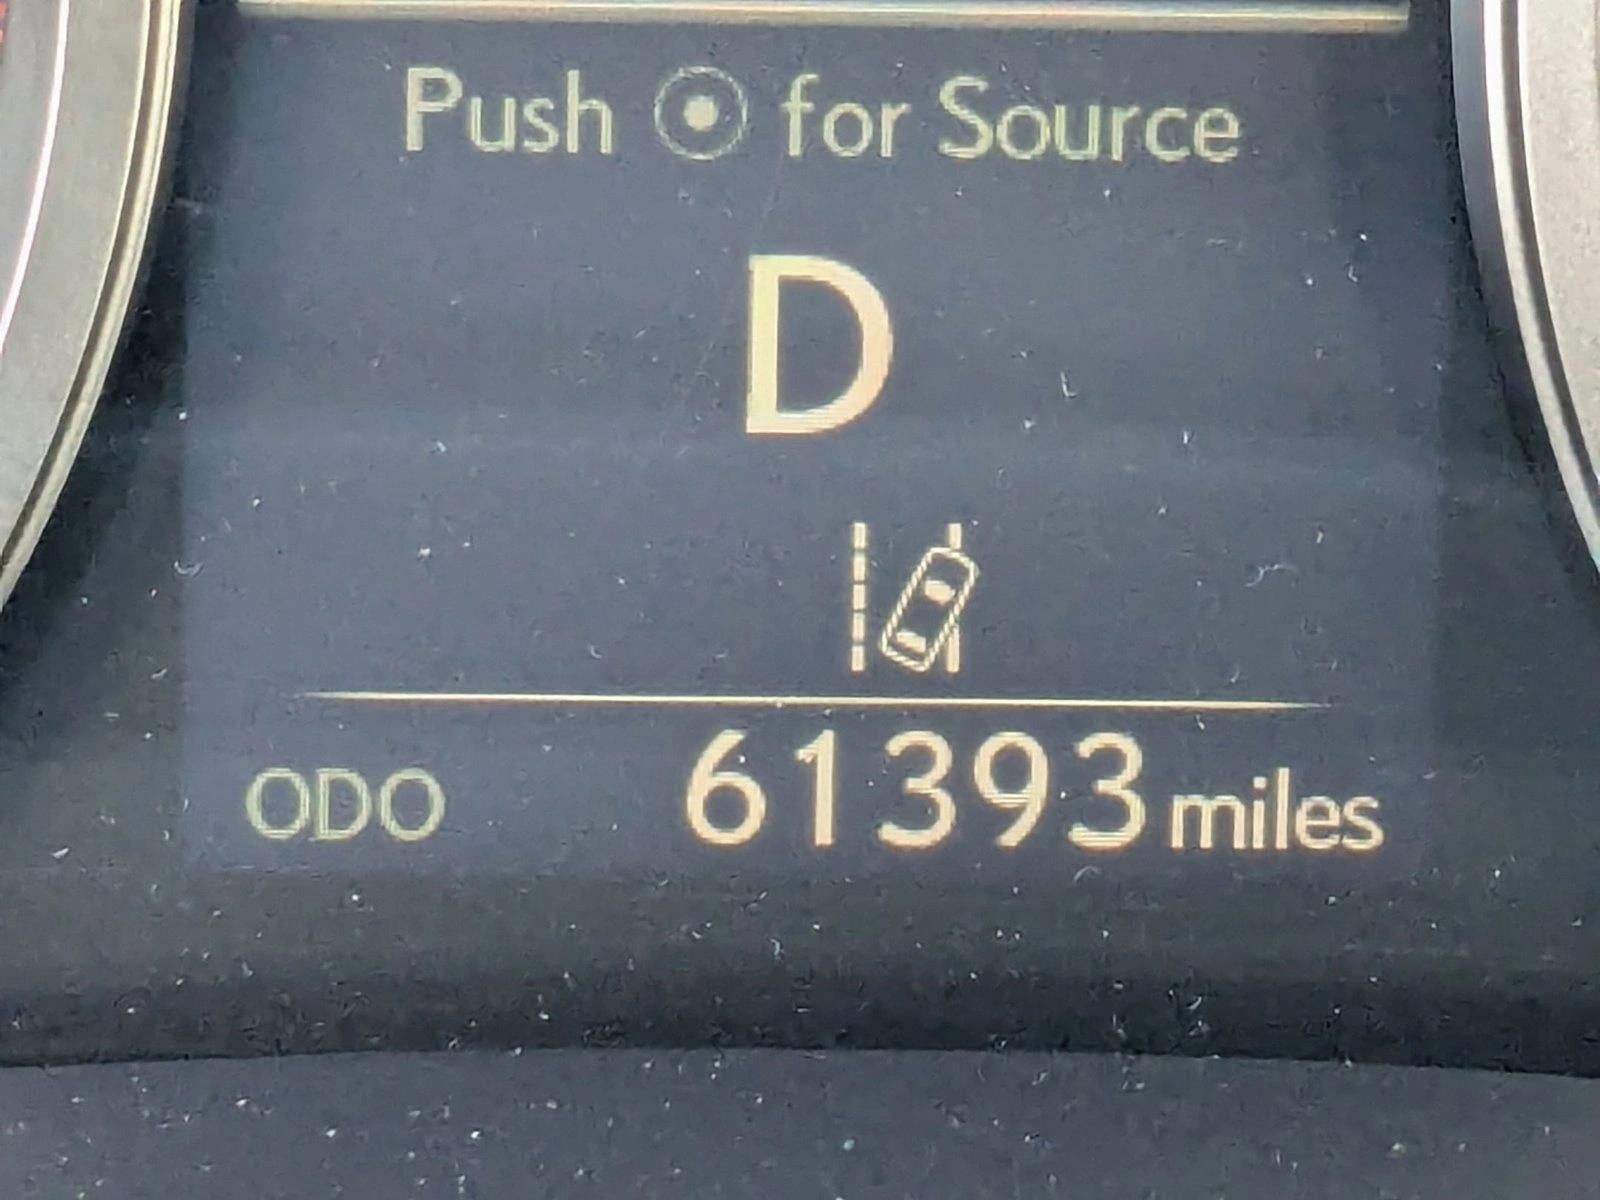 Push for Source
D
ODO 61393 miles